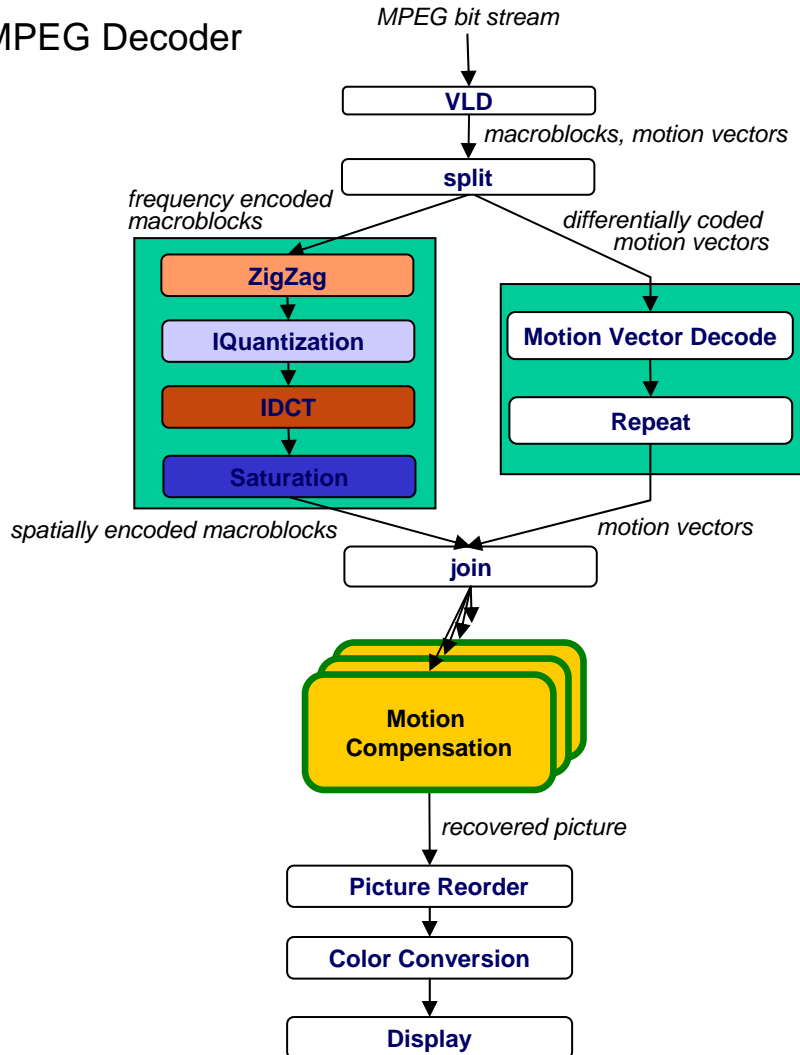 MPEG Decoder
MPEG bit stream
VLD
macroblocks, motion vectors
split
frequency encoded
macroblocks
differentially coded
motion vectors
ZigZag
IQuantization
IDCT
Saturation
Motion Vector Decode
Repeat
spatially encoded macroblocks
motion vectors
join
Motion
Compensation
recovered picture
Picture Reorder
Color Conversion
Display